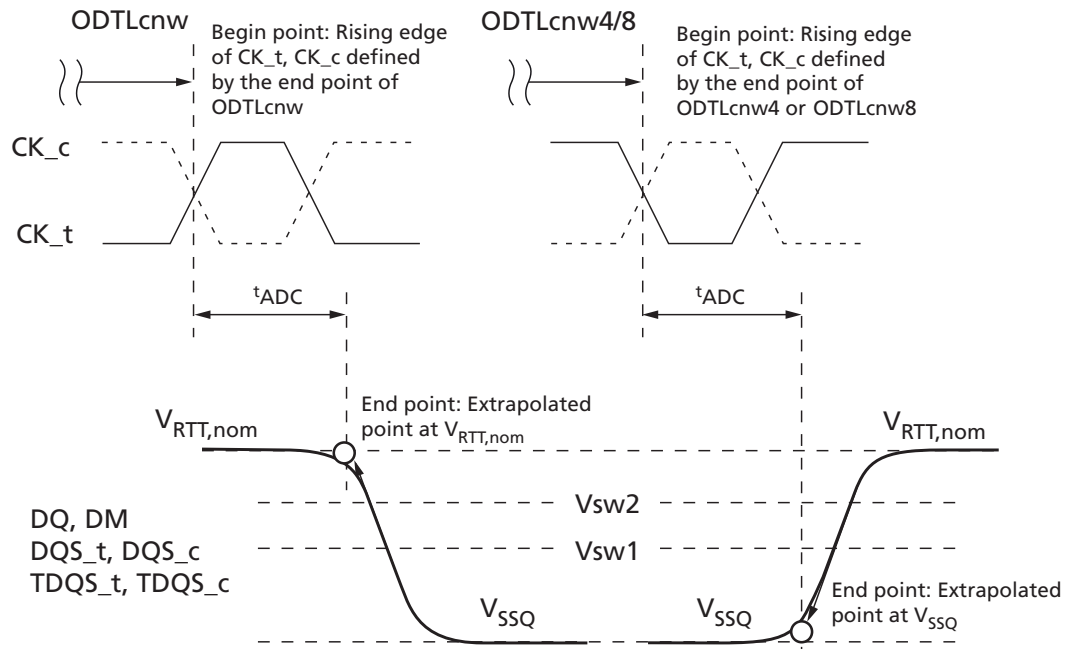 ODTLcnw
Begin point: Rising edge
of CK_t, CK_c defined
by the end point of
ODTLcnw
ODTLcnw4/8
Begin point: Rising edge
of CK_t, CK_c defined
by the end point of
ODTLcnw4 or ODTLcnw8
CK_c
CK_t
tADC
tADC
VRTT,nom
End point: Extrapolated
point at VRTT,nom
VRTT,nom
Vsw2
Vsw1
DQ, DM
DQS_t, DQS_c
TDQS_t, TDQS_c
VSSQ
VSSQ
End point: Extrapolated
point at VSSQ